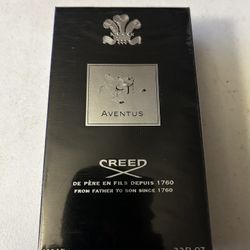 AVENTUS
CREED
DE PÈRE EN FILS DEPUIS 1760
FROM FATHER TO SON SINCE 1760